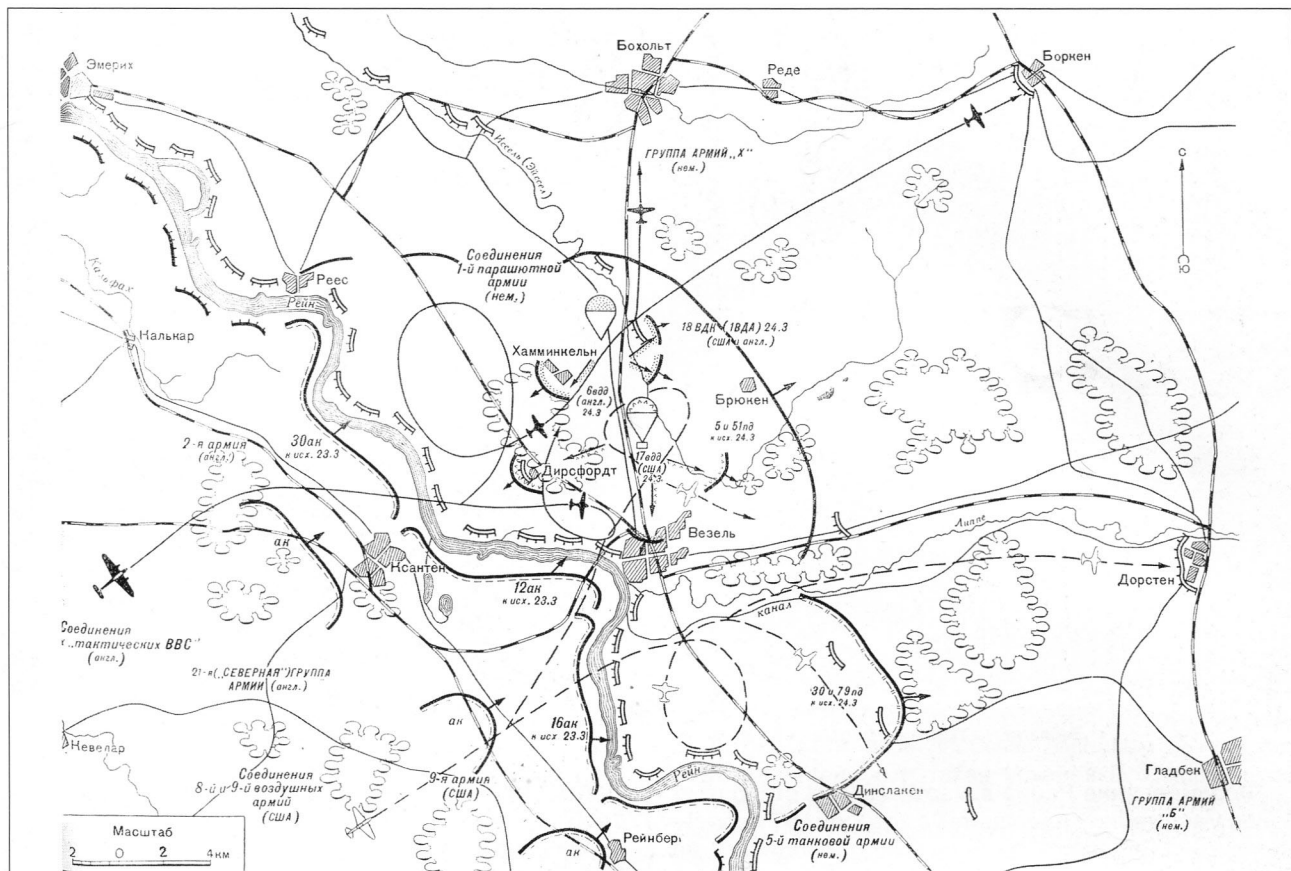 Эмерих
Бохольт
Реде
Боркен
Иссель (Эйссел)
ГРУППА АРМИЙ „Х"
(нем.)
С
Ю
Соединения
1-й парашютной
армии
(нем.)
Реес
Рейн
Калькар
18 ВДК (1ВДА) 24.3
(США и англ.)
Хамминкельн
6вдд
(англ.)
24.3
Брюкен
5 и 51пд
к исх. 24.3
2-я армия
(англ.)
30ак
к исх. 23.3
17вдд
(США)
24.3
Дирсфордт
Везель
Липпе
ак
Ксантен
12ак
к исх. 23.3
канал
Дорстен
Соединения
„тактических ВВС"
(англ.)
21-я („СЕВЕРНАЯ") ГРУППА
АРМИЙ (англ.)
30 и 79пд
к исх. 24.3
16ак
к исх. 23.3
ак
Кевелар
Соединения
8-й и 9-й воздушных
армий
(США)
9-я армия
(США)
Рейн
Динслакен
Гладбек
ГРУППА АРМИЙ
„Б"
(нем.)
Соединения
5-й танковой армии
(нем.)
Рейнберг
ак
Масштаб
2 0 2 4км